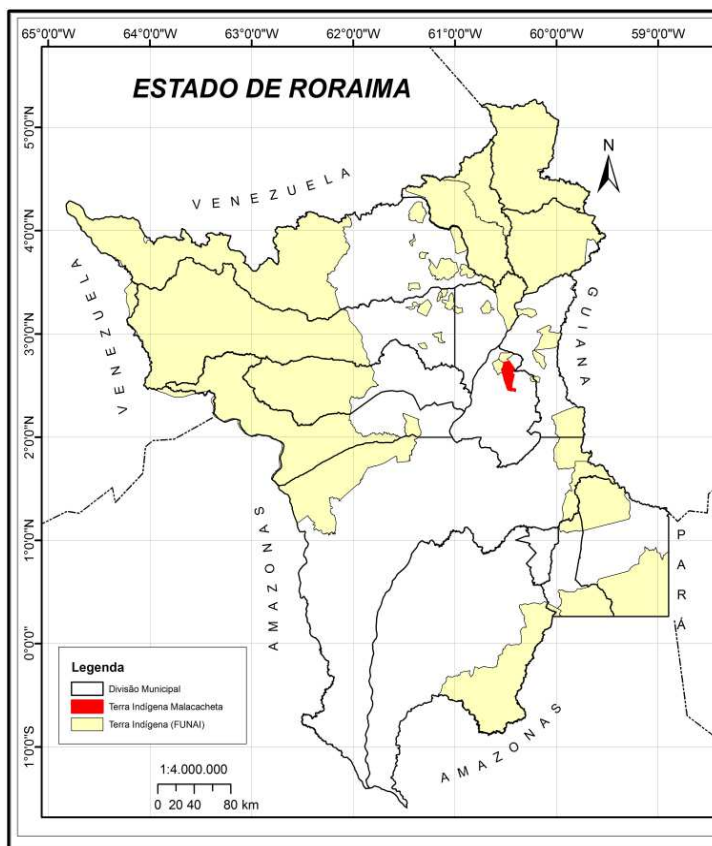 65°0'0"W 64°0'0"W 63°0'0"W 62°0'0"W 61°0'0"W 60°0'0"W 59°0'0"W
ESTADO DE RORAIMA
5°0'0"N
N
VENEZUELA
4°0'0"N
VENEZUELA
GUIANA
3°0'0"N
2°0'0"N
1°0'0"N
AMAZONAS
PARÁ
0°0'0"
Legenda
Divisão Municipal
Terra Indígena Malacacheta
Terra Indígena (FUNAI)
AMAZONAS
1°0'0"S
1:4.000.000
0 20 40 80 km